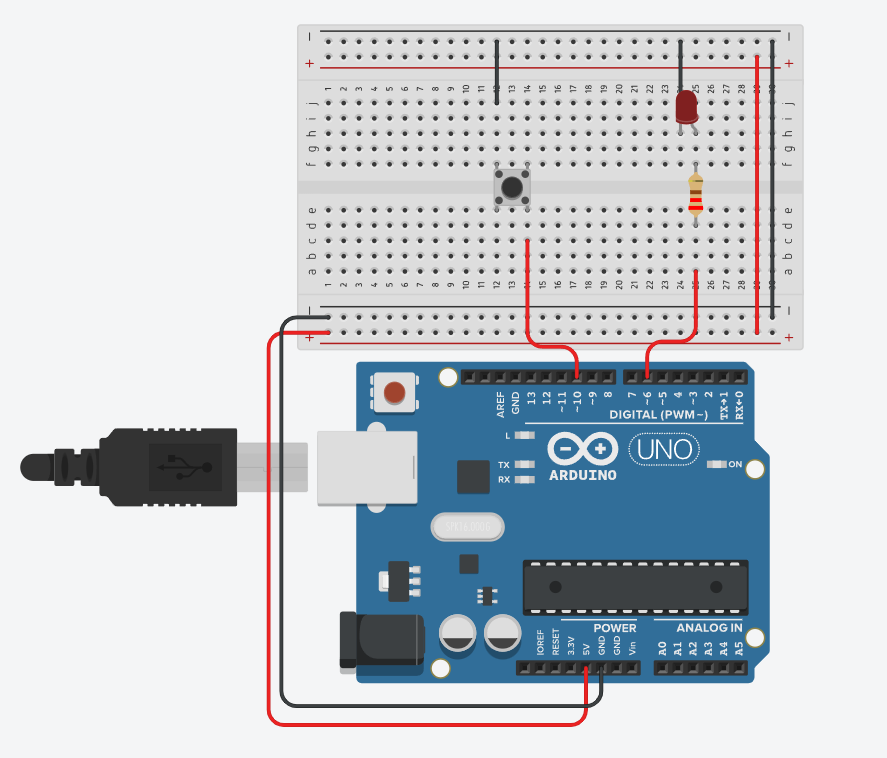 − −
+ +
1 2 3 4 5 6 7 8 9 10 11 12 13 14 15 16 17 18 19 20 21 22 23 24 25 26 27 28
j j
i i
h h
g g
f f
e e
d d
c c
b b
a a
1 2 3 4 5 6 7 8 9 10 11 12 13 14 15 16 17 18 19 20 21 22 23 24 25 26 27 28
− −
+ +
AREF GND 13 12 ~11 ~10 ~9 8 7 ~6 ~5 4 ~3 2 TX→1 RX←0
DIGITAL (PWM~)
L
TX
RX
UNO
ARDUINO
ON
POWER ANALOG IN
IOREF RESET 3.3V 5V GND GND Vin A0 A1 A2 A3 A4 A5